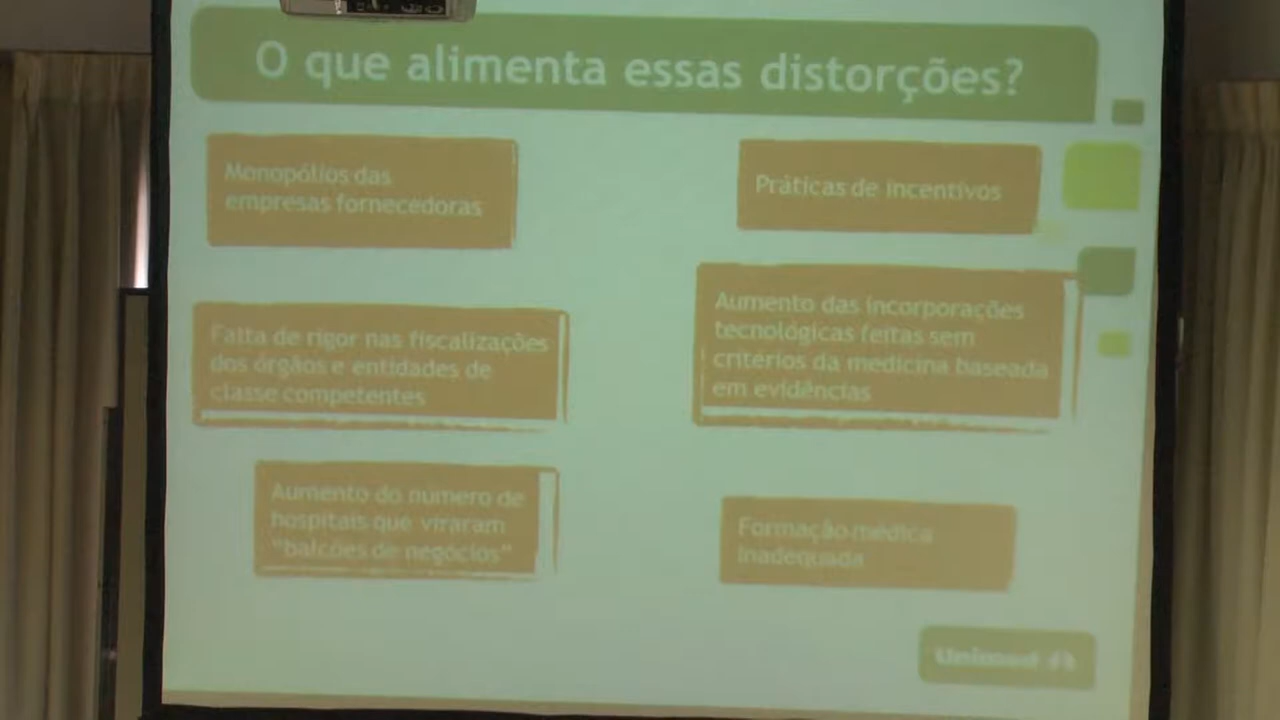 O que alimenta essas distorções?
Monopólios das
empresas fornecedoras
Práticas de incentivos
Falta de rigor nas fiscalizações
dos órgãos e entidades de
classe competentes
Aumento das incorporações
tecnológicas feitas sem
critérios da medicina baseada
em evidências
Aumento do numero de
hospitais que viraram
"balcões de negócios"
Formação médica
inadequada
Unimed